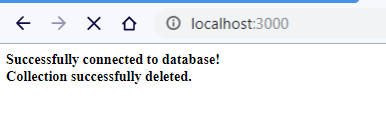 localhost:3000
Successfully connected to database!
Collection successfully deleted.